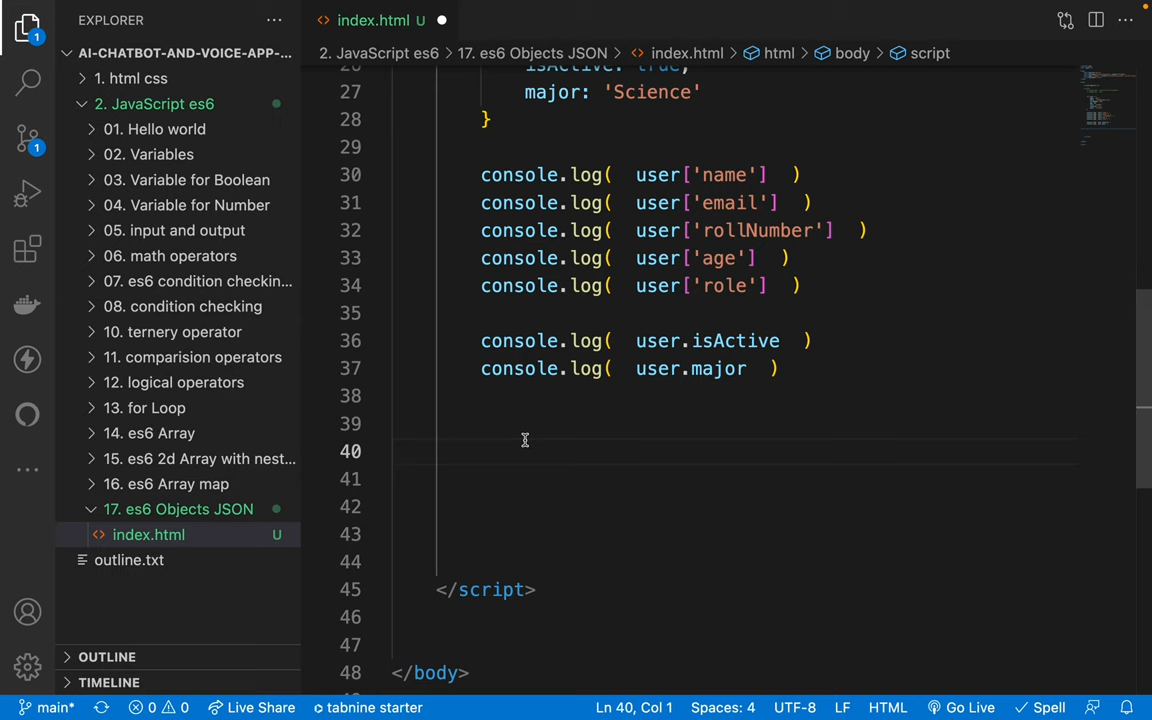 EXPLORER
index.html U
AI-CHATBOT-AND-VOICE-APP-...
2. JavaScript es6 > 17. es6 Objects JSON > index.html > html > body > script
1. html css
2. JavaScript es6
01. Hello world
02. Variables
03. Variable for Boolean
04. Variable for Number
05. input and output
06. math operators
07. es6 condition checkin...
08. condition checking
10. ternery operator
11. comparision operators
12. logical operators
13. for Loop
14. es6 Array
15. es6 2d Array with nest...
16. es6 Array map
17. es6 Objects JSON
index.html U
outline.txt
OUTLINE
TIMELINE
1
1
26 isActive: true,
27 major: 'Science'
28 }
29
30 console.log(  user['name']  )
31 console.log(  user['email']  )
32 console.log(  user['rollNumber']  )
33 console.log(  user['age']  )
34 console.log(  user['role']  )
35
36 console.log(  user.isActive  )
37 console.log(  user.major  )
38
39
40
41
42
43
44
45 </script>
46
47
48 </body>
main* 0 0 Live Share tabnine starter Ln 40, Col 1 Spaces: 4 UTF-8 LF HTML Go Live Spell